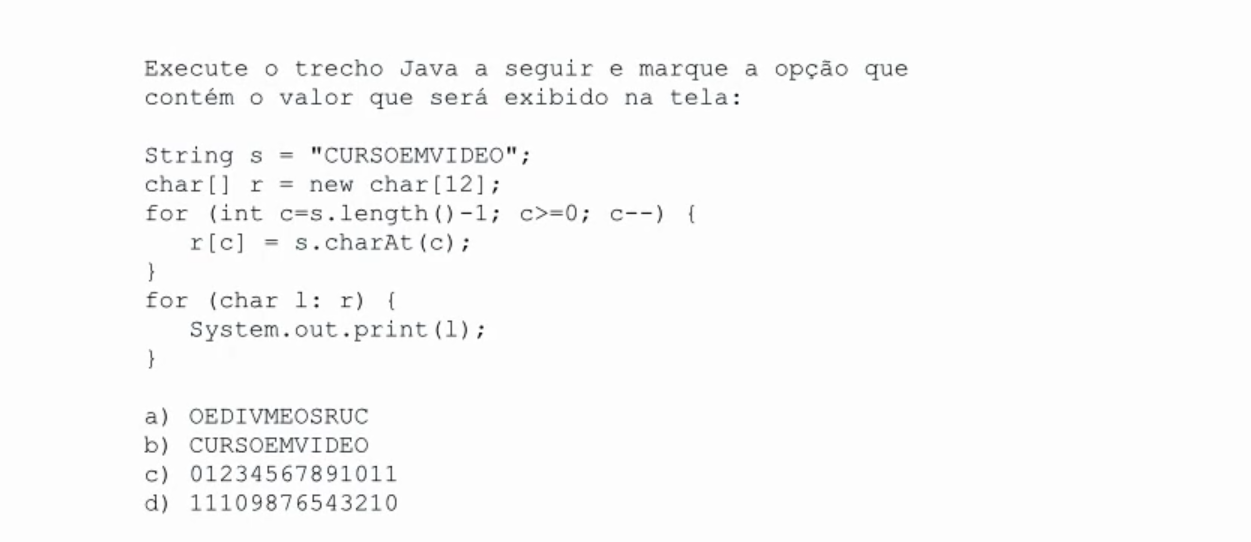 Execute o trecho Java a seguir e marque a opção que
contém o valor que será exibido na tela:
String s = "CURSOEMVIDEO";
char[] r = new char[12];
for (int c=s.length()-1; c>=0; c--) {
   r[c] = s.charAt(c);
}
for (char l: r) {
   System.out.print(l);
}
a) OEDIVMEOSRUC
b) CURSOEMVIDEO
c) 01234567891011
d) 11109876543210